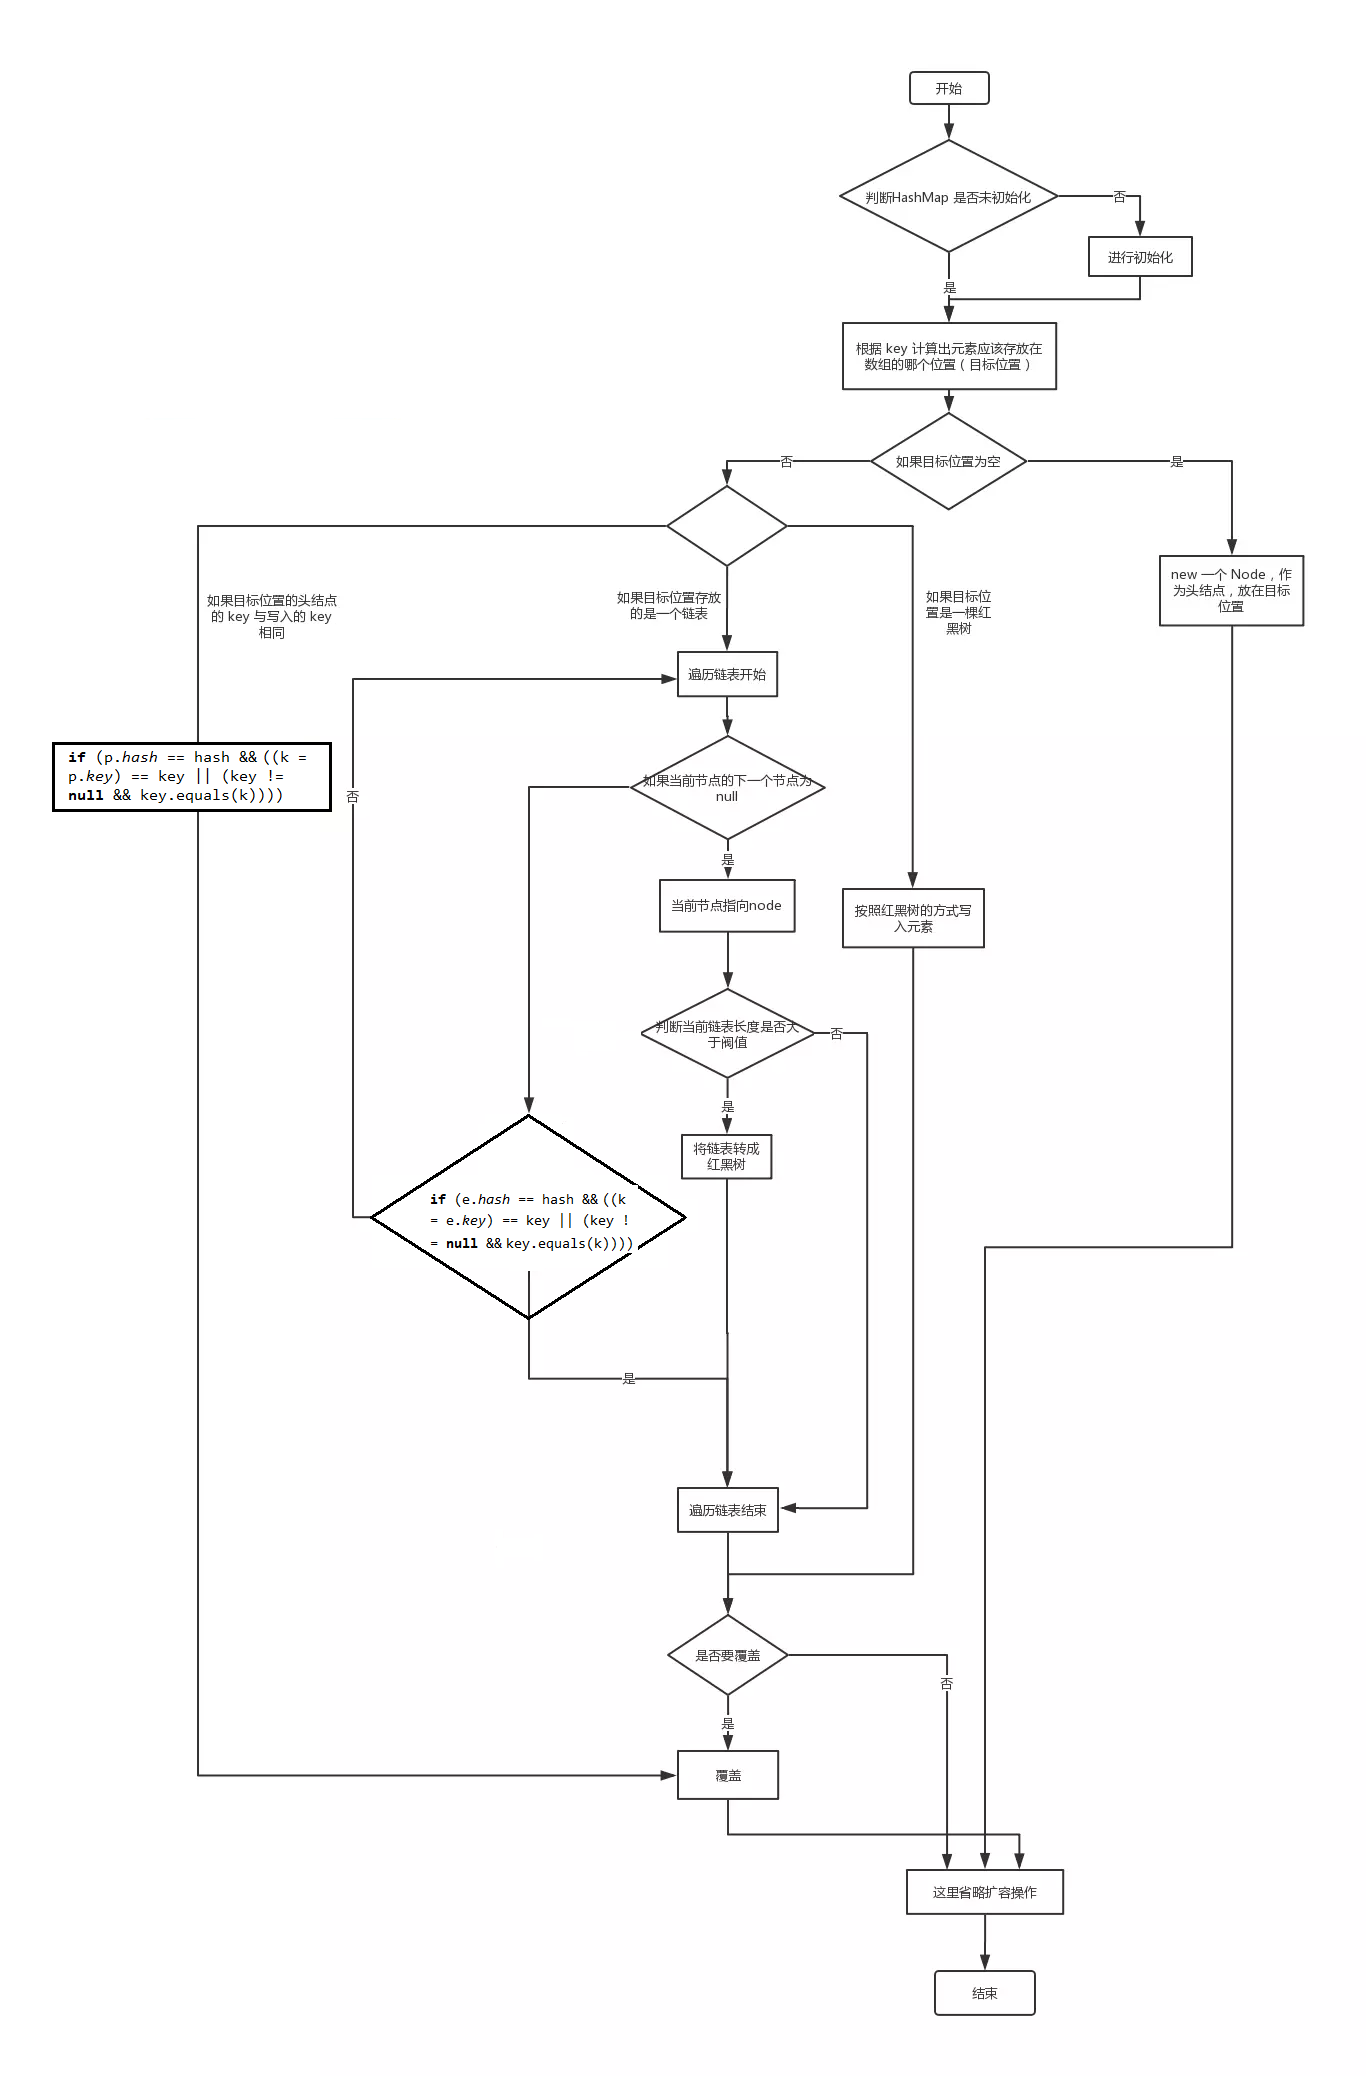 开始
判断HashMap 是否未初始化
否
进行初始化
是
根据 key 计算出元素应该存放在
数组的哪个位置（目标位置）
如果目标位置为空
否
是
new 一个 Node，作
为头结点，放在目标
位置
如果目标位置的头结点
的 key 与写入的 key
相同
如果目标位置存放
的是一个链表
如果目标位
置是一棵红
黑树
遍历链表开始
if (p.hash == hash && ((k =
p.key) == key || (key !=
null && key.equals(k))))
否
如果当前节点的下一个节点为
null
是
当前节点指向node
按照红黑树的方式写
入元素
判断当前链表长度是否大
于阀值
否
是
将链表转成
红黑树
if (e.hash == hash && ((k
= e.key) == key || (key !
= null && key.equals(k))))
是
遍历链表结束
是否要覆盖
否
是
覆盖
这里省略扩容操作
结束